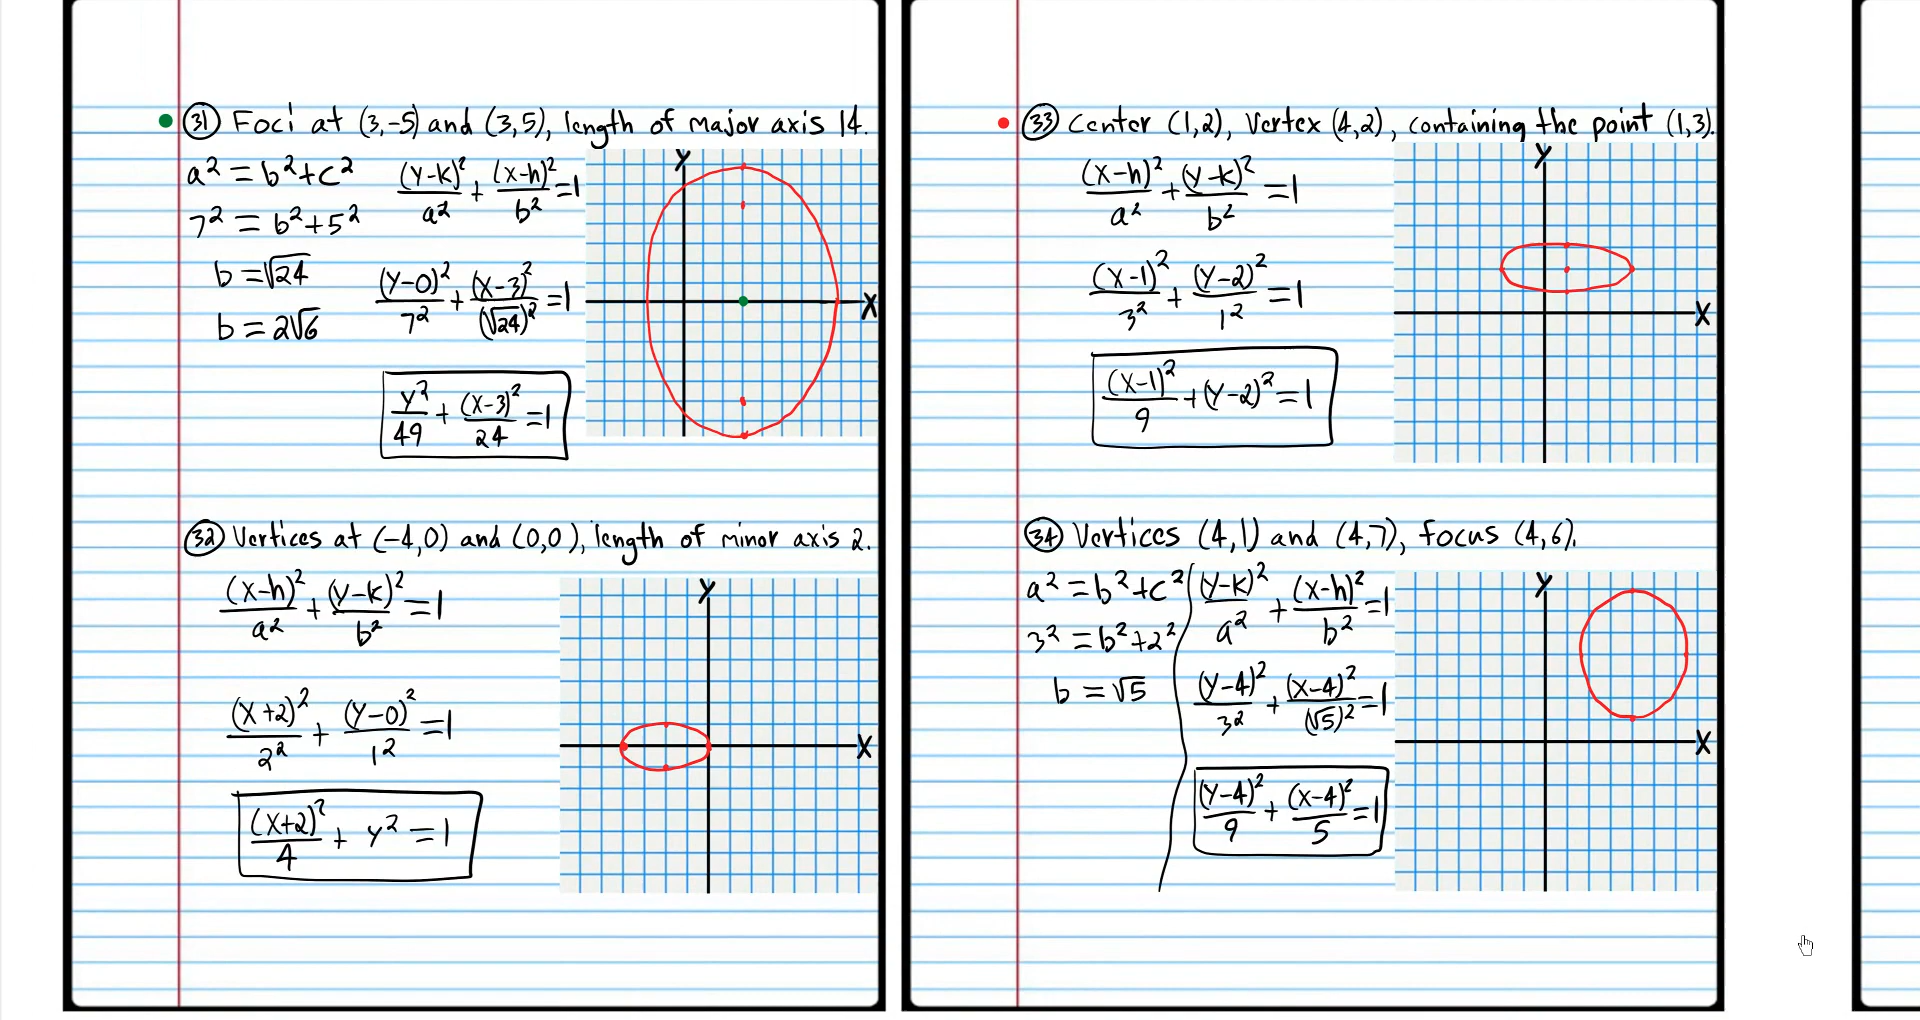 31 Foci at (3,-5) and (3,5), length of major axis 14.
a² = b²+c²
7² = b²+5²
b = √24
b = 2√6
(y-k)²/a² + (x-h)²/b² = 1
(y-0)²/7² + (x-3)²/(√24)² = 1
y²/49 + (x-3)²/24 = 1
Y
X
32 Vertices at (-4,0) and (0,0), length of minor axis 2.
(x-h)²/a² + (y-k)²/b² = 1
(x+2)²/2² + (y-0)²/1² = 1
(x+2)²/4 + y² = 1
Y
X
33 Center (1,2), Vertex (4,2), containing the point (1,3).
(x-h)²/a² + (y-k)²/b² = 1
(x-1)²/3² + (y-2)²/1² = 1
(x-1)²/9 + (y-2)² = 1
Y
X
34 Vertices (4,1) and (4,7), focus (4,6).
a² = b²+c²
3² = b²+2²
b = √5
(y-k)²/a² + (x-h)²/b² = 1
(y-4)²/3² + (x-4)²/(√5)² = 1
(y-4)²/9 + (x-4)²/5 = 1
Y
X